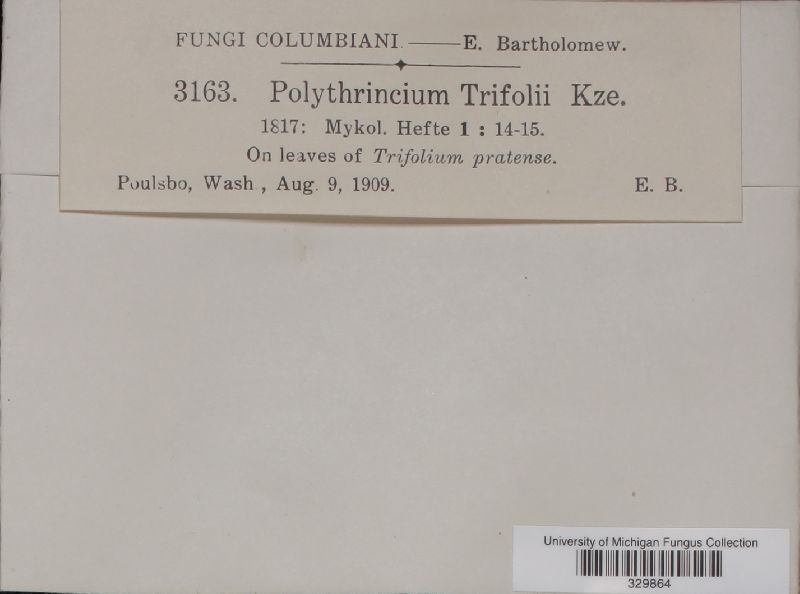 FUNGI COLUMBIANI.——E. Bartholomew.
3163. Polythrincium Trifolii Kze.
1817: Mykol. Hefte 1 : 14-15.
On leaves of Trifolium pratense.
Poulsbo, Wash , Aug. 9, 1909. E. B.
University of Michigan Fungus Collection
329864